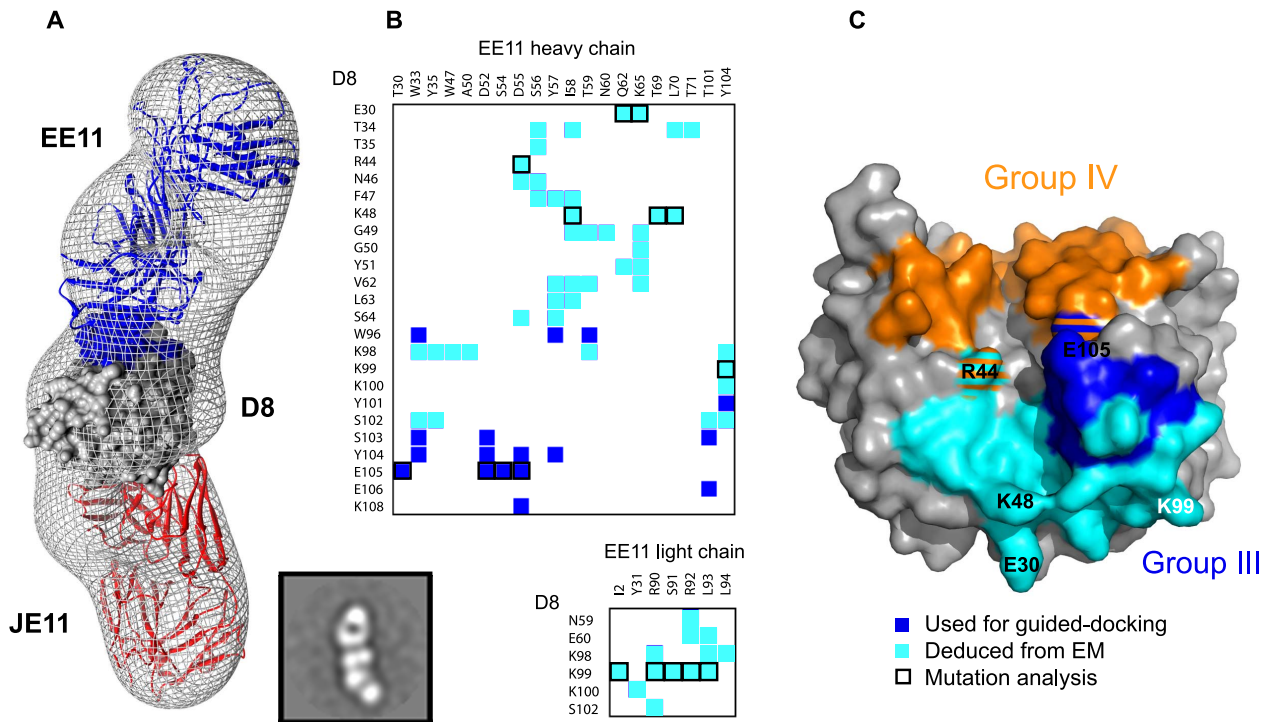 A
EE11
D8
JE11
B
EE11 heavy chain
D8
T30 W33 Y35 W47 A50 D52 S54 D55 S56 Y57 I58 T59 N60 Q62 K65 T69 L70 T71 T101 Y104
E30
T34
T35
R44
N46
F47
K48
G49
G50
Y51
V62
L63
S64
W96
K98
K99
K100
Y101
S102
S103
Y104
E105
E106
K108
EE11 light chain
D8
I2 Y31 R90 S91 R92 L93 L94
N59
E60
K98
K99
K100
S102
C
Group IV
E105
R44
K48
K99
E30
Group III
Used for guided-docking
Deduced from EM
Mutation analysis